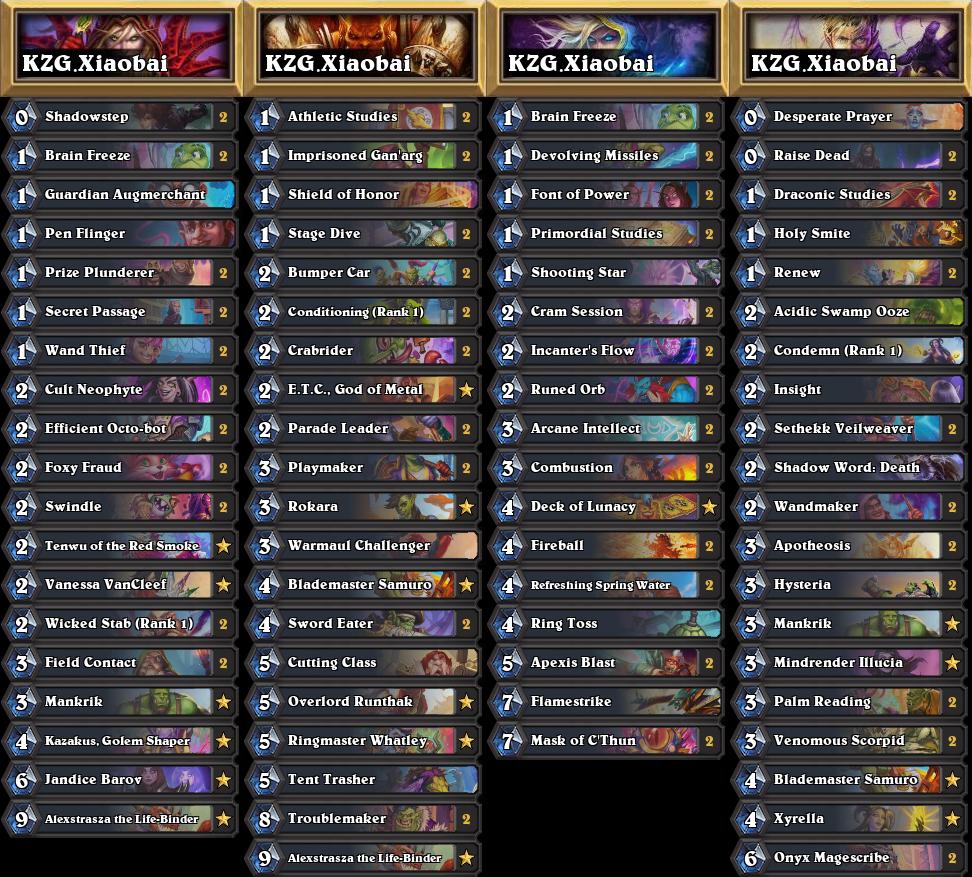 KZG.Xiaobai
0 Shadowstep 2
1 Brain Freeze 2
1 Guardian Augmerchant
1 Pen Flinger
1 Prize Plunderer 2
1 Secret Passage 2
1 Wand Thief 2
2 Cult Neophyte 2
2 Efficient Octo-bot 2
2 Foxy Fraud 2
2 Swindle 2
2 Tenwu of the Red Smoke
2 Vanessa VanCleef
2 Wicked Stab (Rank 1) 2
3 Field Contact 2
3 Mankrik
4 Kazakus, Golem Shaper
6 Jandice Barov
9 Alexstrasza the Life-Binder
KZG.Xiaobai
1 Athletic Studies 2
1 Imprisoned Gan'arg 2
1 Shield of Honor
1 Stage Dive 2
2 Bumper Car 2
2 Conditioning (Rank 1) 2
2 Crabrider 2
2 E.T.C., God of Metal
2 Parade Leader 2
3 Playmaker 2
3 Rokara
3 Warmaul Challenger
4 Blademaster Samuro
4 Sword Eater 2
5 Cutting Class
5 Overlord Runthak
5 Ringmaster Whatley
5 Tent Trasher
8 Troublemaker 2
9 Alexstrasza the Life-Binder
KZG.Xiaobai
1 Brain Freeze 2
1 Devolving Missiles 2
1 Font of Power 2
1 Primordial Studies 2
1 Shooting Star
2 Cram Session 2
2 Incanter's Flow 2
2 Runed Orb 2
3 Arcane Intellect 2
3 Combustion 2
4 Deck of Lunacy
4 Fireball 2
4 Refreshing Spring Water 2
4 Ring Toss
5 Apexis Blast 2
7 Flamestrike
7 Mask of C'Thun 2
KZG.Xiaobai
0 Desperate Prayer
0 Raise Dead 2
1 Draconic Studies 2
1 Holy Smite
1 Renew 2
2 Acidic Swamp Ooze
2 Condemn (Rank 1)
2 Insight
2 Sethekk Veilweaver 2
2 Shadow Word: Death
2 Wandmaker 2
3 Apotheosis 2
3 Hysteria 2
3 Mankrik
3 Mindrender Illucia
3 Palm Reading 2
3 Venomous Scorpid 2
4 Blademaster Samuro
4 Xyrella
6 Onyx Magescribe 2